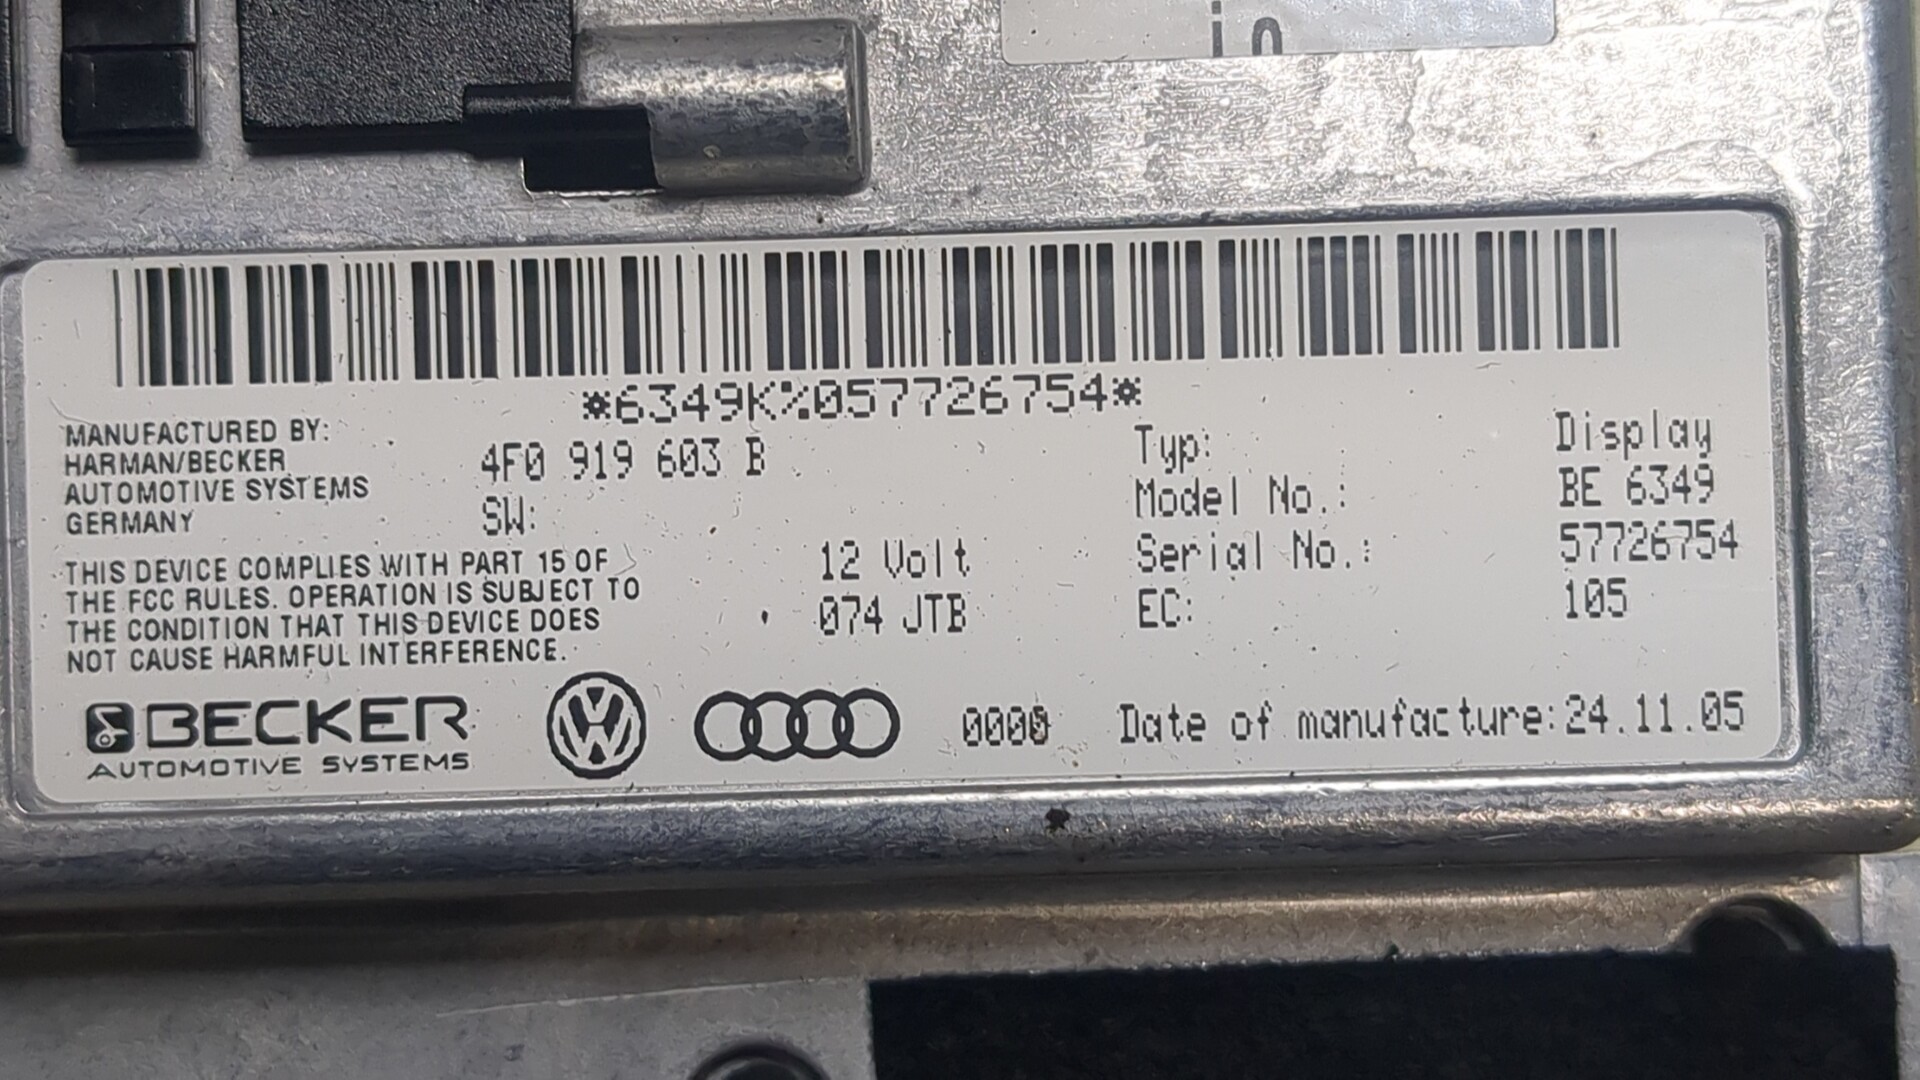 *6349K%057726754*
MANUFACTURED BY:
HARMAN/BECKER
AUTOMOTIVE SYSTEMS
GERMANY
4F0 919 603 B
SW:
Typ: Display
Model No.: BE 6349
Serial No.: 57726754
EC: 105
12 Volt
074 JTB
THIS DEVICE COMPLIES WITH PART 15 OF
THE FCC RULES. OPERATION IS SUBJECT TO
THE CONDITION THAT THIS DEVICE DOES
NOT CAUSE HARMFUL INTERFERENCE.
BECKER
AUTOMOTIVE SYSTEMS
0000
Date of manufacture:24.11.05